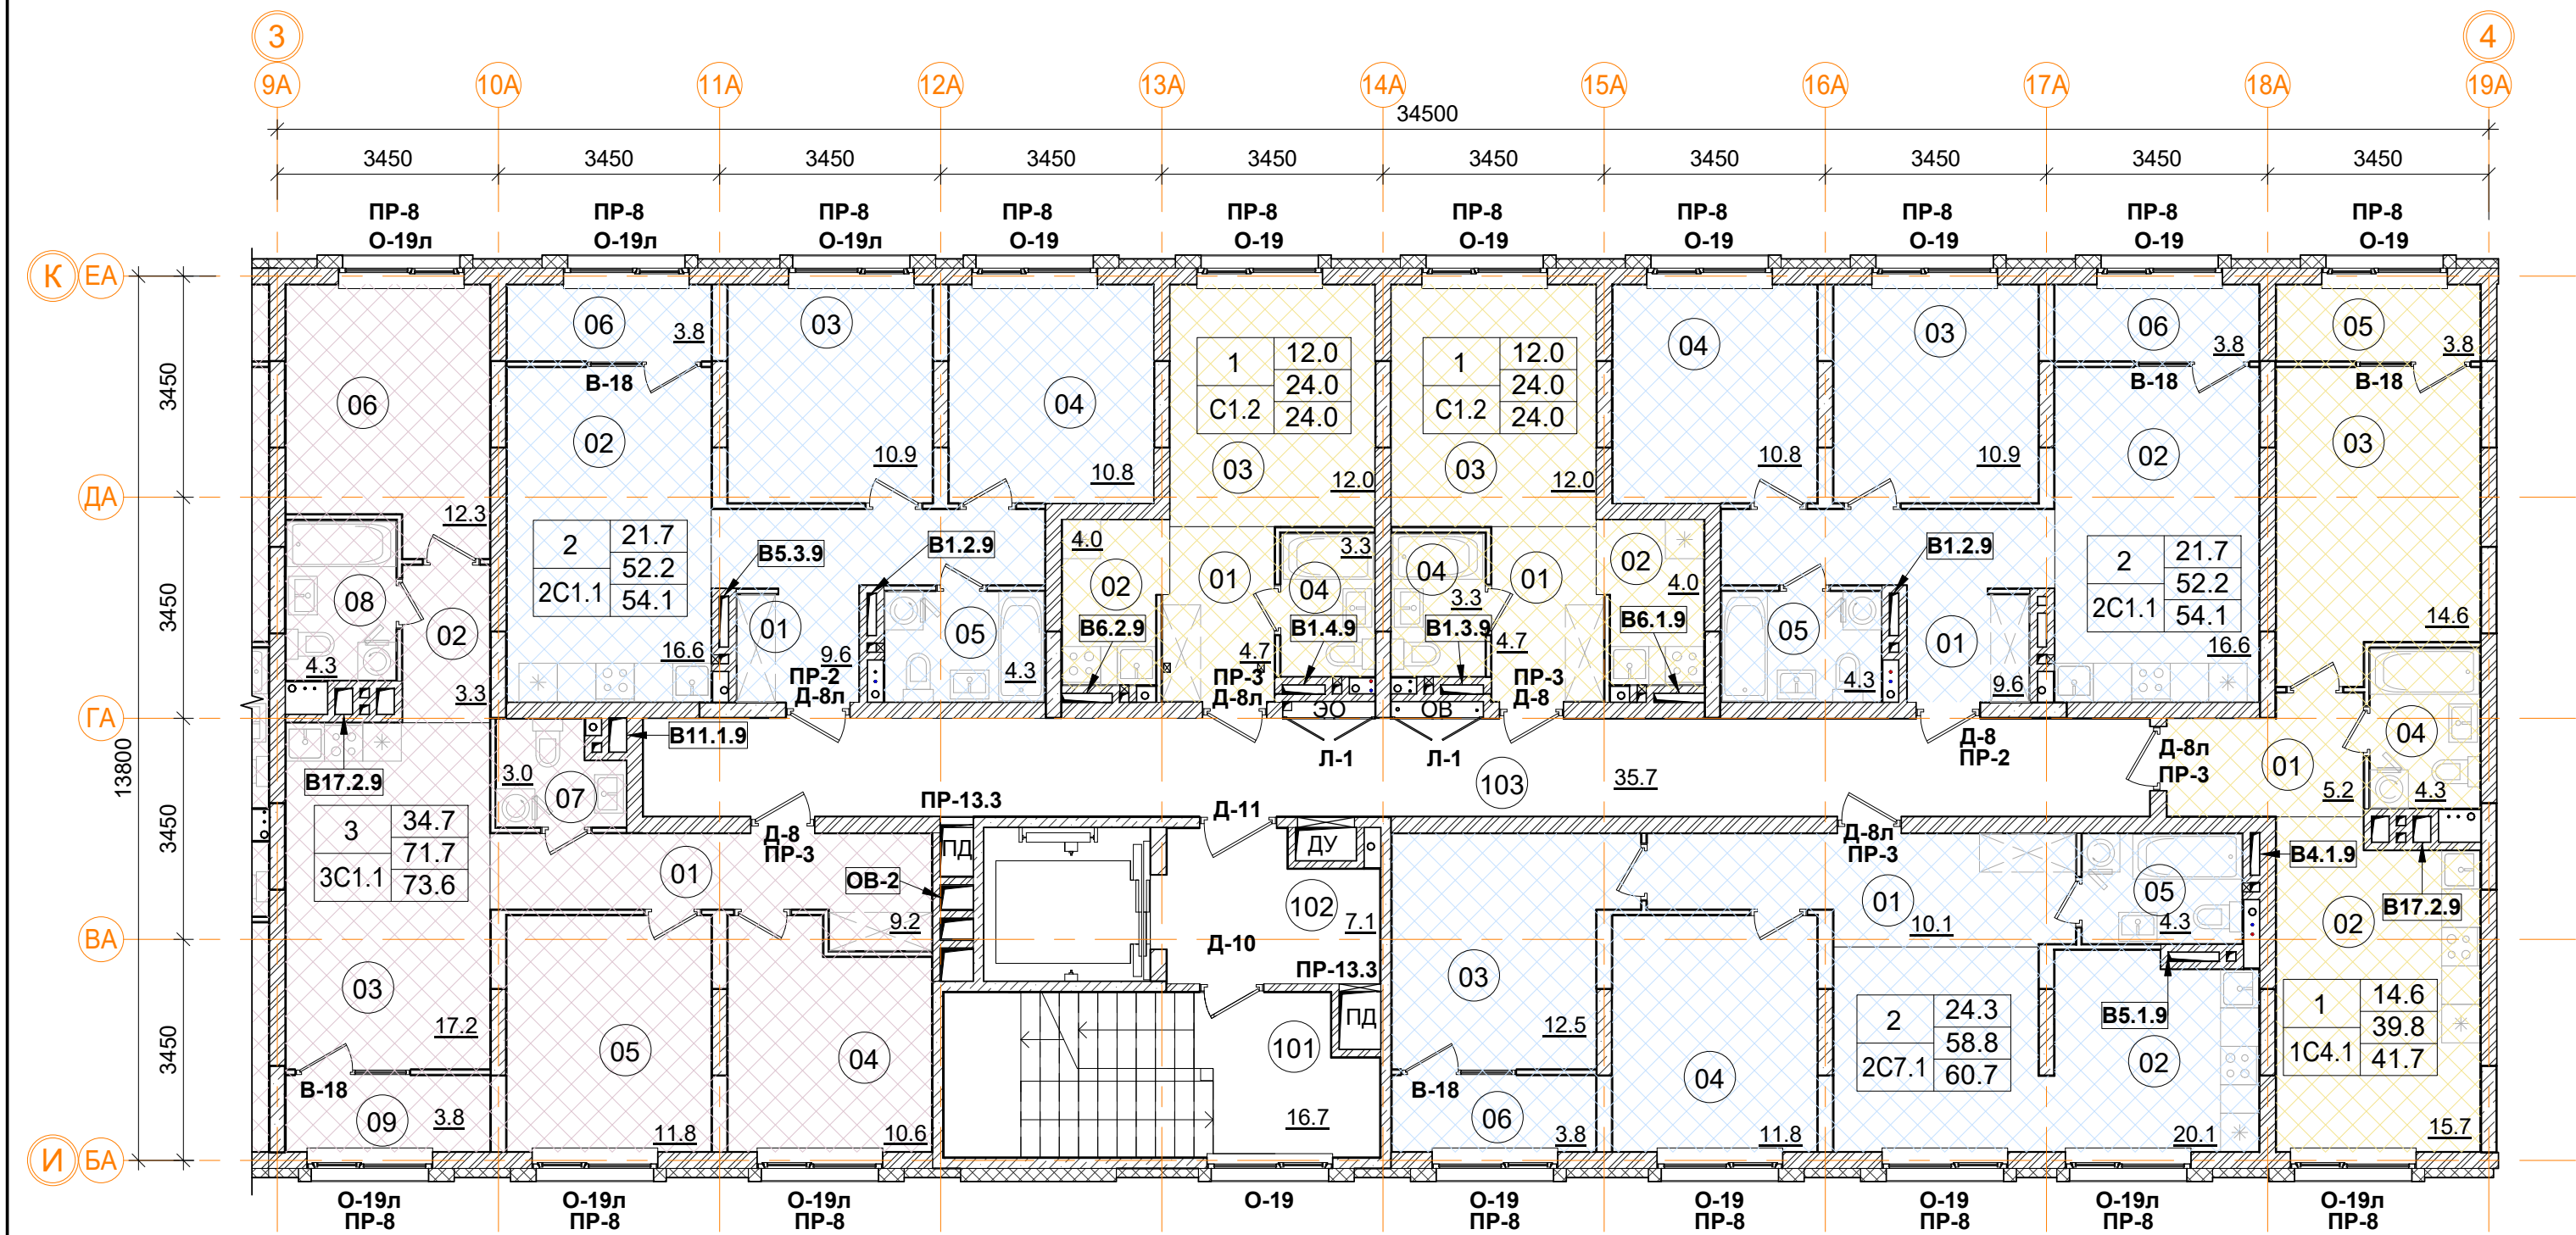 3 4
9А 10А 11А 12А 13А 14А 15А 16А 17А 18А 19А
34500
3450 3450 3450 3450 3450 3450 3450 3450 3450 3450
ПР-8 ПР-8 ПР-8 ПР-8 ПР-8 ПР-8 ПР-8 ПР-8 ПР-8 ПР-8
О-19л О-19л О-19л О-19 О-19 О-19 О-19 О-19 О-19 О-19
К ЕА
06 3.8 03 06 3.8 05 3.8
04 03
1 12.0 1 12.0
24.0 24.0
С1.2 24.0 С1.2 24.0
В-18 В-18 В-18
3450
06 04
02 03 02
10.9 03 03 10.8 10.9
10.8 12.0 12.0
ДА
12.3
2 21.7
52.2
2С1.1 54.1
В5.3.9 В1.2.9 4.0 3.3 02 В1.2.9
2 21.7
52.2
2С1.1 54.1
3450
08 02 01 04 04 01 4.0
02 01 05 3.3 05 01 14.6
В6.2.9 В1.4.9 В1.3.9 В6.1.9
4.3 16.6 9.6 4.3 4.7 4.7 4.3 9.6 16.6
3.3 ПР-2 ПР-3 ПР-3
Д-8л Д-8л Д-8
ГА ЭО ОВ
13800
В11.1.9 Л-1 Л-1 Д-8 Д-8л 04
ПР-2 ПР-3
В17.2.9 3.0 07 103 35.7 01 5.2 4.3
3 34.7
71.7
3С1.1 73.6
ПР-13.3 Д-11
Д-8 Д-8л
ПР-3 ПР-3
3450
ПД ДУ В4.1.9
01 ОВ-2 102 01 05 В17.2.9
9.2 7.1 10.1 4.3 02
ВА
Д-10 ПР-13.3
03 03
17.2 12.5
2 24.3
58.8
2С7.1 60.7
В5.1.9
1 14.6
39.8
1С4.1 41.7
ПД
3450
05 04 101 04 02
В-18 В-18
09 3.8 11.8 10.6 16.7 06 3.8 11.8 20.1 15.7
И БА
О-19л О-19л О-19л О-19 О-19 О-19 О-19 О-19л О-19л
ПР-8 ПР-8 ПР-8 ПР-8 ПР-8 ПР-8 ПР-8 ПР-8